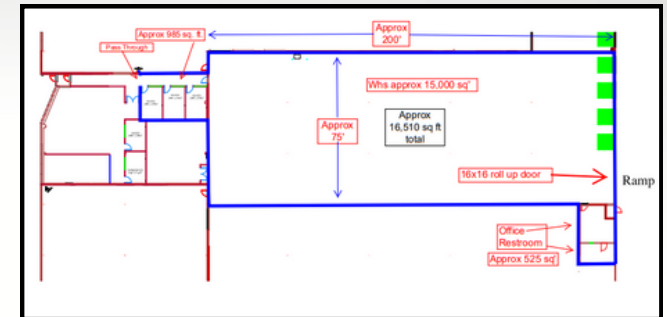 Approx
200'
Approx 985 sq. ft.
Pass Through
Whs approx 15,000 sq'
Approx
16,510 sq ft
total
Approx
75'
16x16 roll up door
Ramp
Office
Restroom
Approx 525 sq'